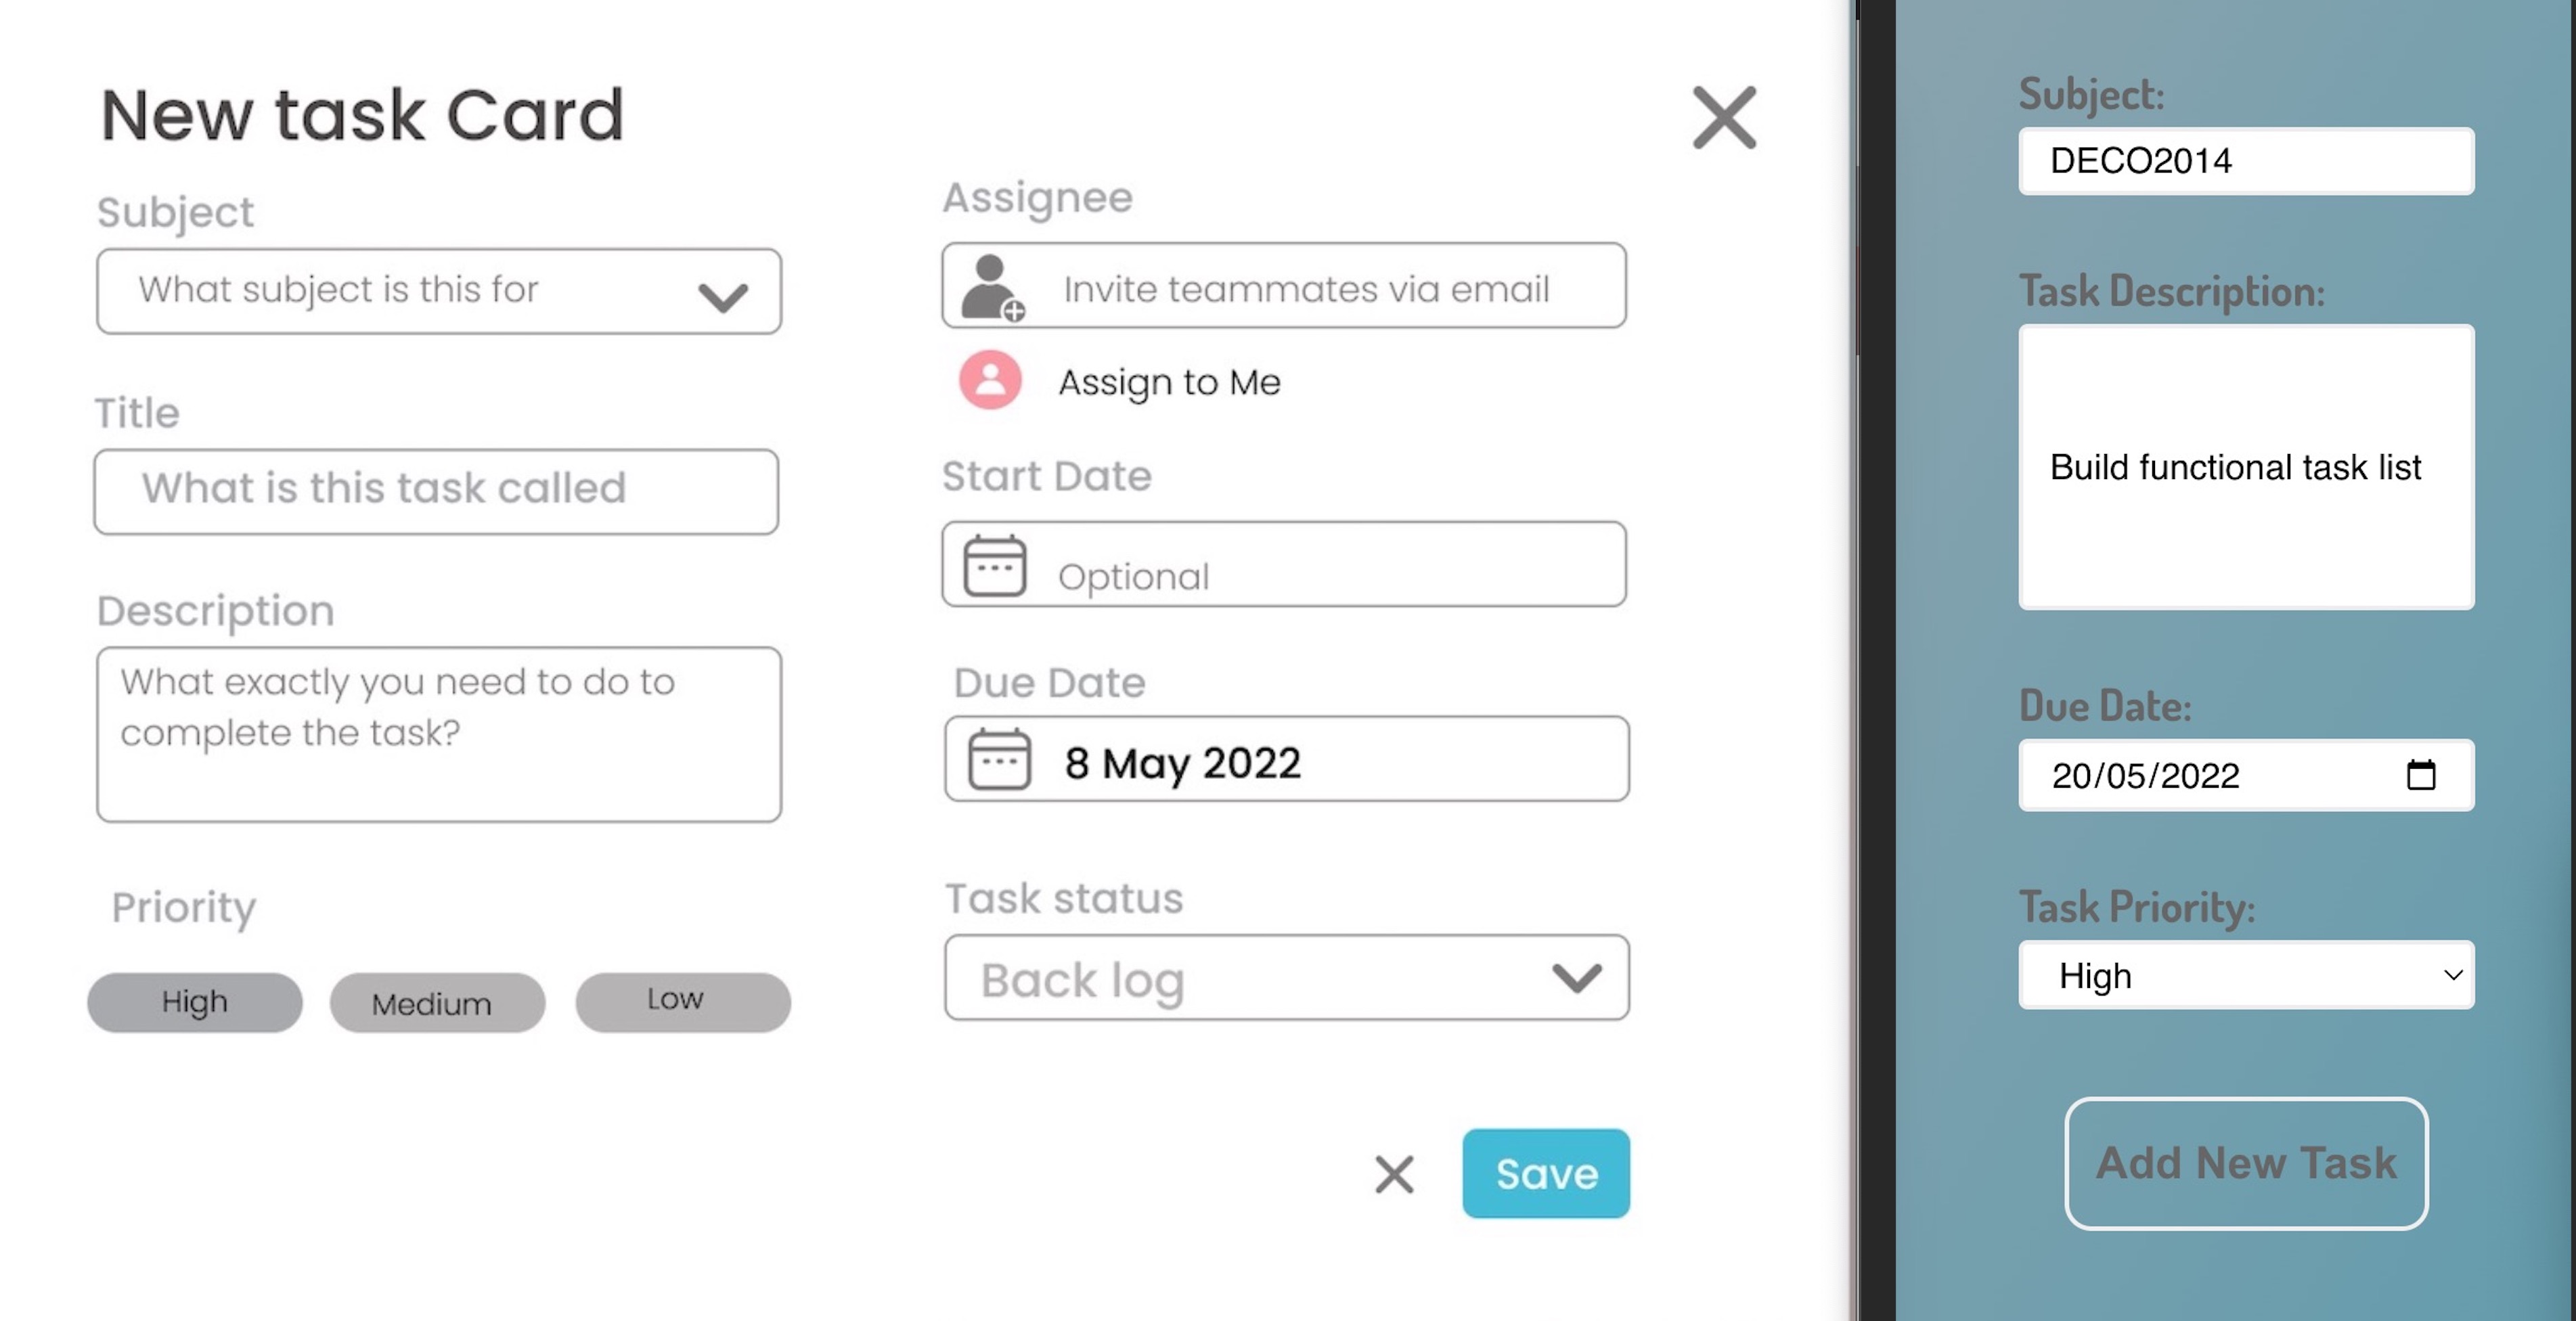 New task Card
Subject
What subject is this for
Title
What is this task called
Description
What exactly you need to do to
complete the task?
Priority
High
Medium
Low
Assignee
Invite teammates via email
Assign to Me
Start Date
Optional
Due Date
8 May 2022
Task status
Back log
Save
Subject:
DECO2014
Task Description:
Build functional task list
Due Date:
20/05/2022
Task Priority:
High
Add New Task